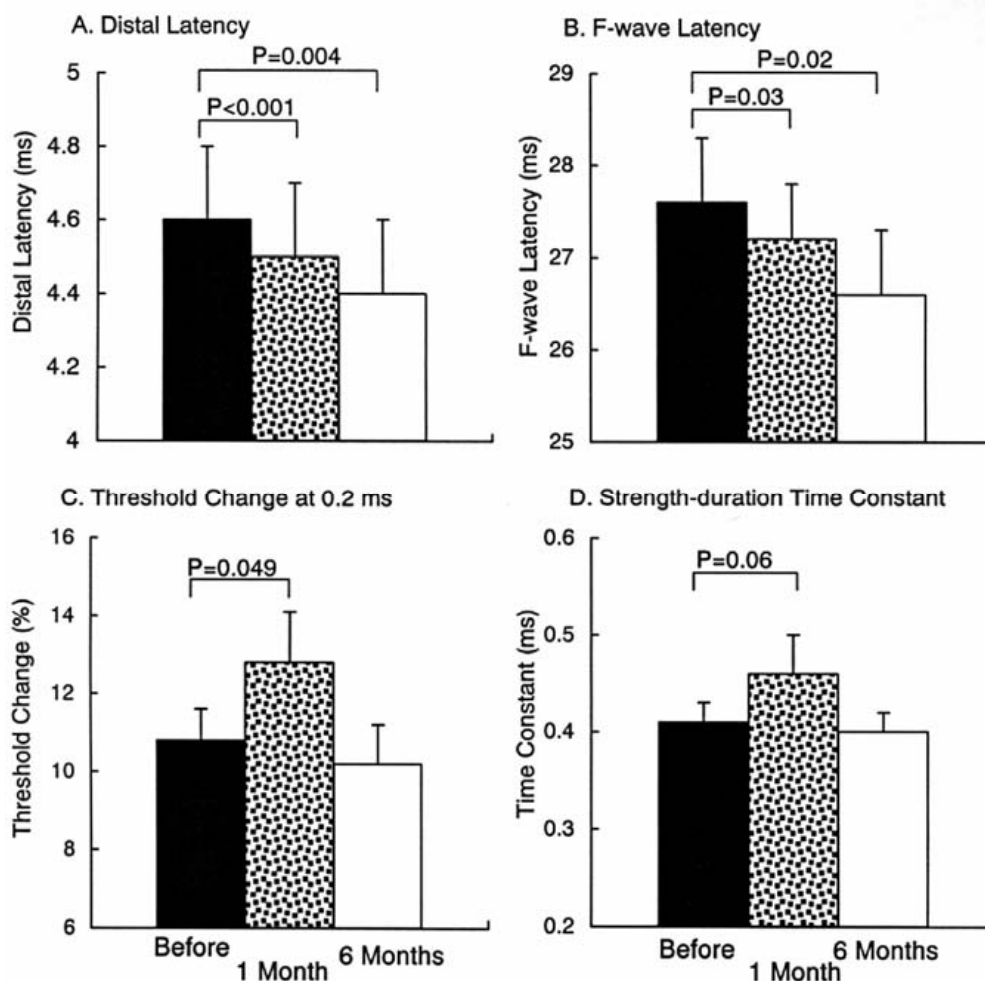 A. Distal Latency
P=0.004
P<0.001
Distal Latency (ms)
5
4.8
4.6
4.4
4.2
4
B. F-wave Latency
P=0.02
P=0.03
F-wave Latency (ms)
29
28
27
26
25
C. Threshold Change at 0.2 ms
P=0.049
Threshold Change (%)
16
14
12
10
8
6
Before
1 Month
6 Months
D. Strength-duration Time Constant
P=0.06
Time Constant (ms)
0.6
0.5
0.4
0.3
0.2
Before
1 Month
6 Months